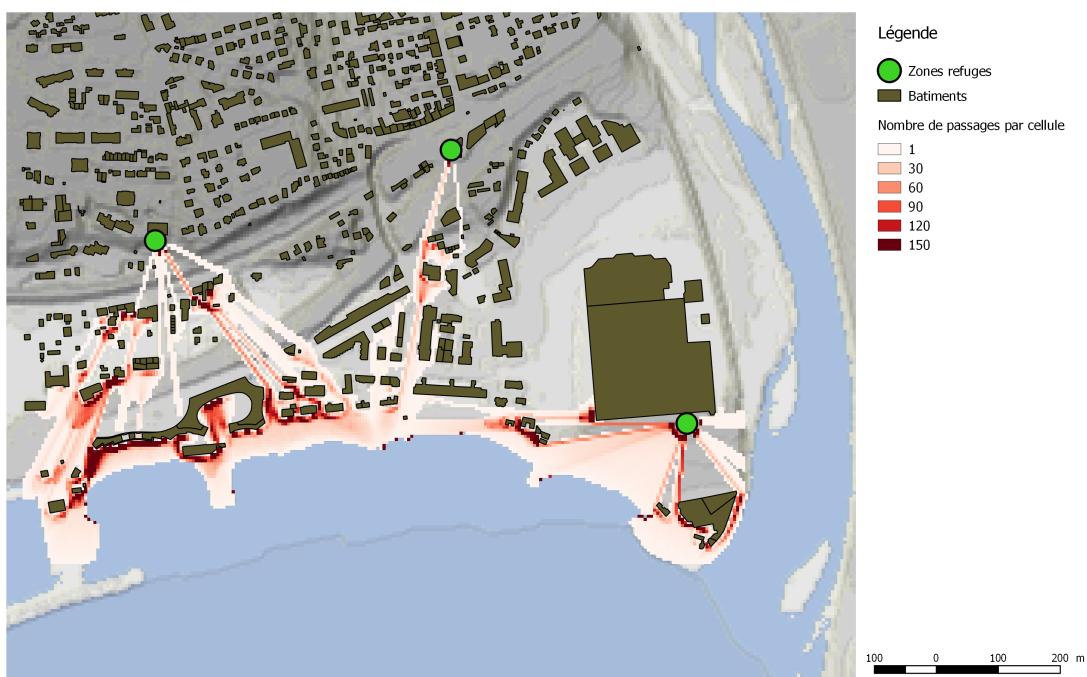 Légende
Zones refuges
Batiments
Nombre de passages par cellule
1
30
60
90
120
150
100 0 100 200 m